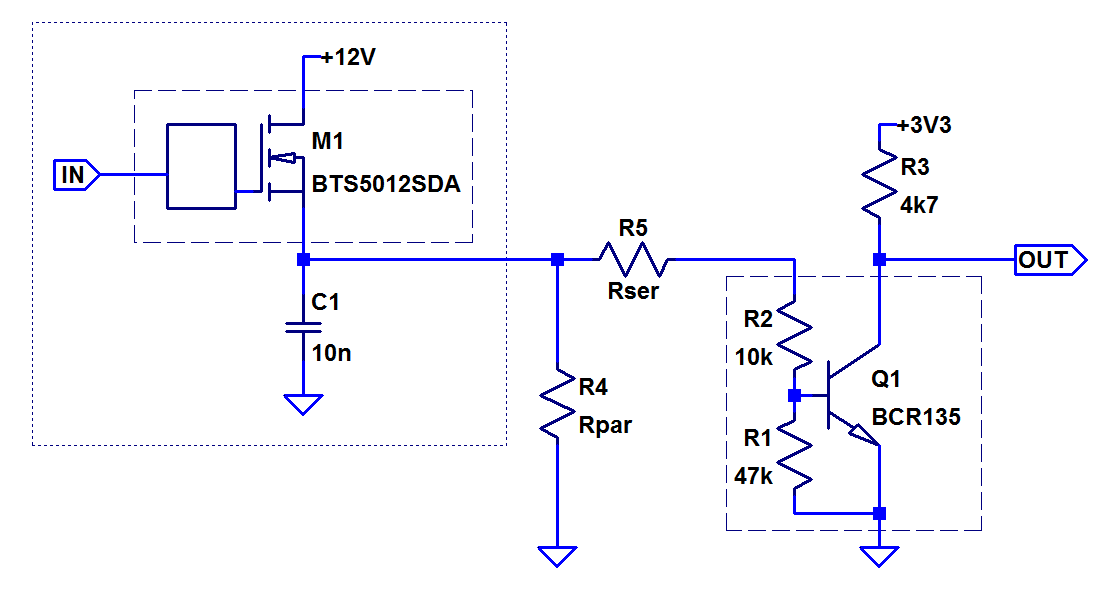 +12V
M1
BTS5012SDA
IN
C1
10n
R5
Rser
R4
Rpar
+3V3
R3
4k7
OUT
R2
10k
Q1
BCR135
R1
47k